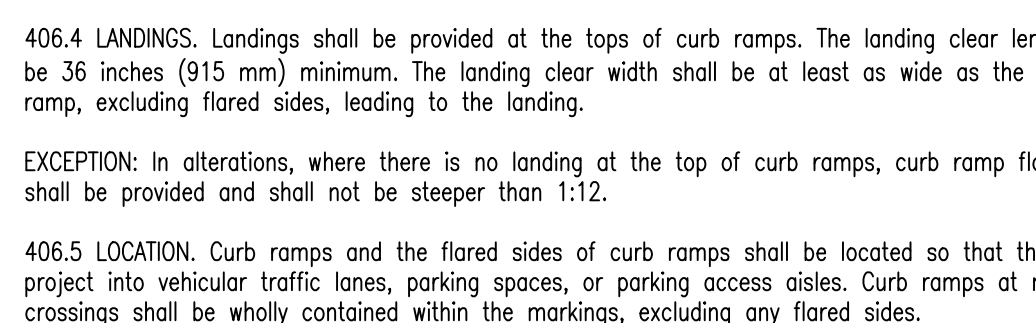 406.4 LANDINGS. Landings shall be provided at the tops of curb ramps. The landing clear
be 36 inches (915 mm) minimum. The landing clear width shall be at least as wide as the
ramp, excluding flared sides, leading to the landing.
EXCEPTION: In alterations, where there is no landing at the top of curb ramps, curb ramp
shall be provided and shall not be steeper than 1:12.
406.5 LOCATION. Curb ramps and the flared sides of curb ramps shall be located so that
project into vehicular traffic lanes, parking spaces, or parking access aisles. Curb ramps at
crossings shall be wholly contained within the markings, excluding any flared sides.